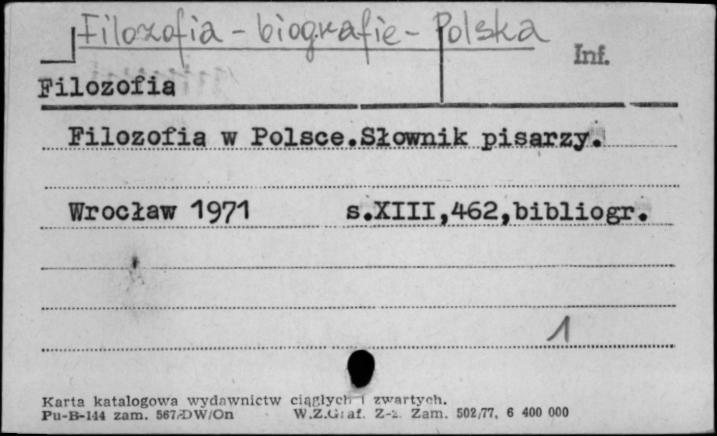 Filozofia - biografie - Polska
Inf.
Filozofia
Filozofia w Polsce.Słownik pisarzy.
Wrocław 1971 s.XIII,462,bibliogr.
1
Karta katalogowa wydawnictw ciągłych i zwartych.
Pu-B-144 zam. 567/DW/On W.Z.Graf. Z-2. Zam. 502/77. 6 400 000